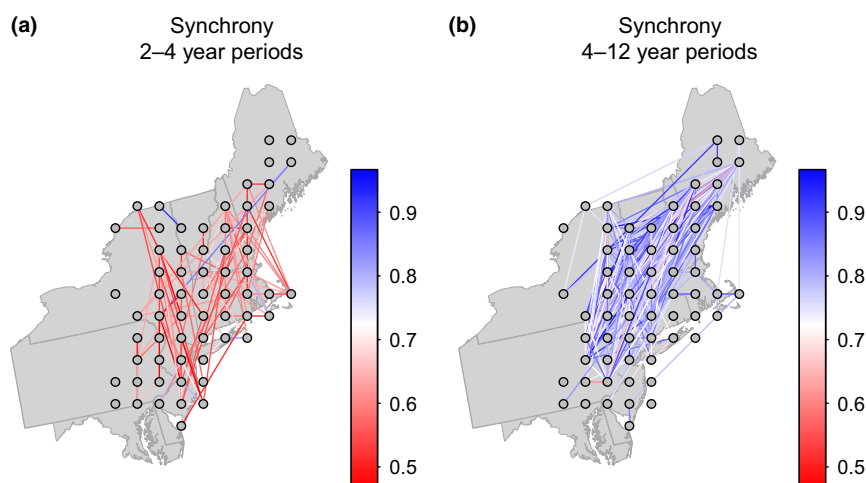 (a)
Synchrony
2–4 year periods
0.9
0.8
0.7
0.6
0.5
(b)
Synchrony
4–12 year periods
0.9
0.8
0.7
0.6
0.5